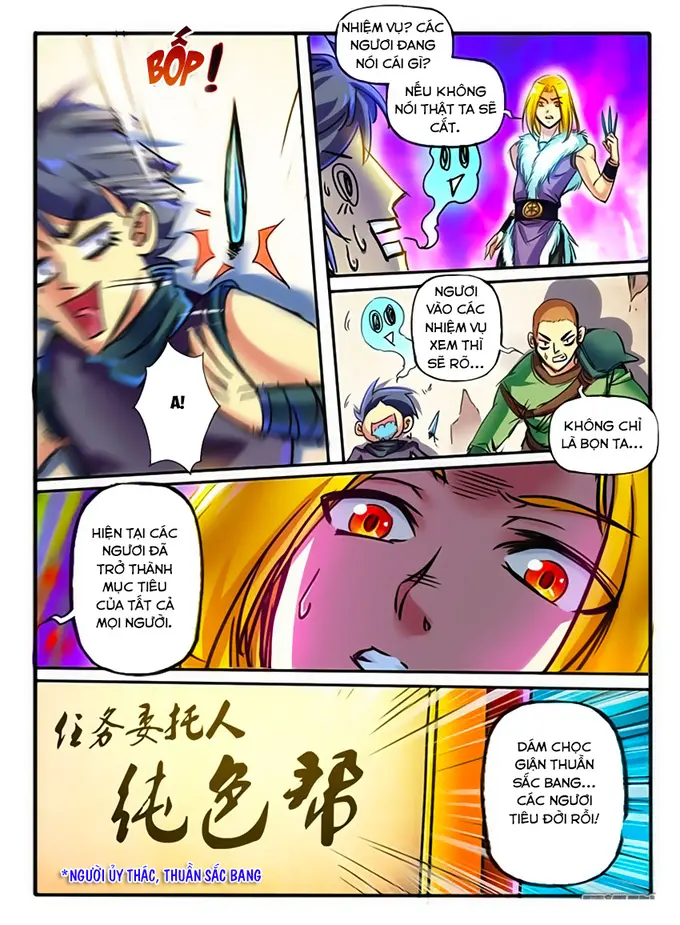 BỐP!
NHIỆM VỤ? CÁC
NGƯƠI ĐANG
NÓI CÁI GÌ?
NẾU KHÔNG
NÓI THẬT TA SẼ
CẮT.
A!
NGƯƠI
VÀO CÁC
NHIỆM VỤ
XEM THÌ
SẼ RÕ...
KHÔNG CHỈ
LÀ BỌN TA...
HIỆN TẠI CÁC
NGƯƠI ĐÃ
TRỞ THÀNH
MỤC TIÊU
CỦA TẤT CẢ
MỌI NGƯỜI.
任务委托人
纯色帮
*NGƯỜI ỦY THÁC, THUẦN SẮC BANG
DÁM CHỌC
GIẬN THUẦN
SẮC BANG...
CÁC NGƯƠI
TIÊU ĐỜI RỒI!